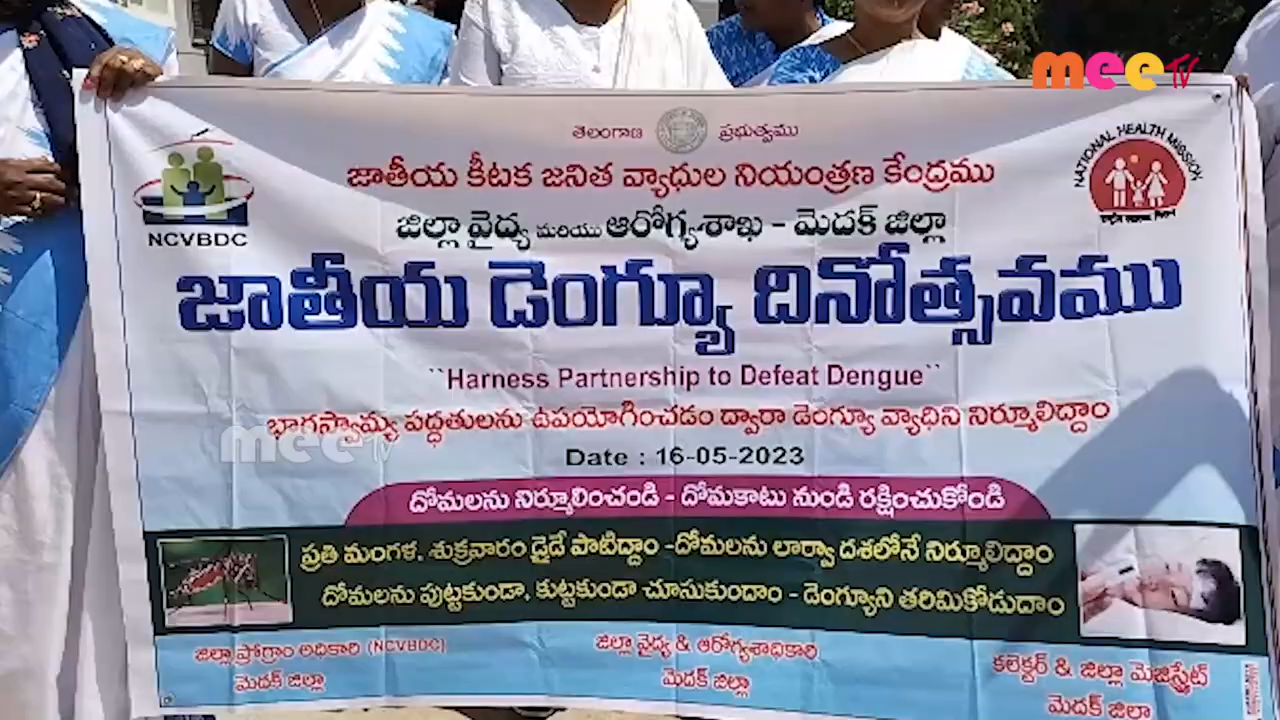 meeTV
తెలంగాణ ప్రభుత్వము
జాతీయ కీటక జనిత వ్యాధుల నియంత్రణ కేంద్రము
NCVBDC
NATIONAL HEALTH MISSION
జిల్లా వైద్య మరియు ఆరోగ్యశాఖ - మెదక్ జిల్లా
జాతీయ డెంగ్యూ దినోత్సవము
``Harness Partnership to Defeat Dengue``
భాగస్వామ్య పద్ధతులను ఉపయోగించడం ద్వారా డెంగ్యూ వ్యాధిని నిర్మూలిద్దాం
meeTV
Date : 16-05-2023
దోమలను నిర్మూలించండి - దోమకాటు నుండి రక్షించుకోండి
ప్రతి మంగళ, శుక్రవారం డ్రైడే పాటిద్దాం -దోమలను లార్వా దశలోనే నిర్మూలిద్దాం
దోమలను పుట్టకుండా, కుట్టకుండా చూసుకుందాం - డెంగ్యూని తరిమికోడుదాం
జిల్లా ప్రోగ్రాం అధికారి (NCVBDC)
మెదక్ జిల్లా
జిల్లా వైద్య & ఆరోగ్యశాధికారి
మెదక్ జిల్లా
కలెక్టర్ & జిల్లా మెజిస్ట్రేట్
మెదక్ జిల్లా